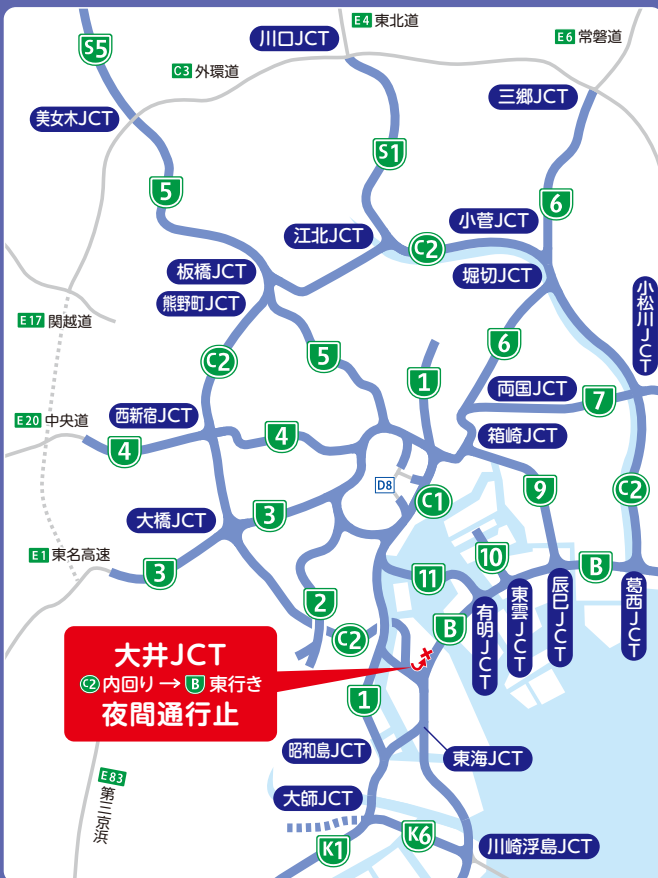 E4 東北道
川口JCT
E6 常磐道
S5
C3 外環道
三郷JCT
美女木JCT
S1
5
6
小菅JCT
江北JCT
C2
板橋JCT
堀切JCT
熊野町JCT
小松川JCT
E17 関越道
C2
5
6
1
両国JCT
7
E20 中央道
西新宿JCT
4
4
箱崎JCT
D8
C1
9
C2
大橋JCT
3
E1 東名高速
3
11
10
B
2
有明JCT
東雲JCT
辰巳JCT
葛西JCT
C2
B
大井JCT
C2 内回り → B 東行き
夜間通行止
1
昭和島JCT
東海JCT
E83
第三京浜
大師JCT
K1
K6
川崎浮島JCT